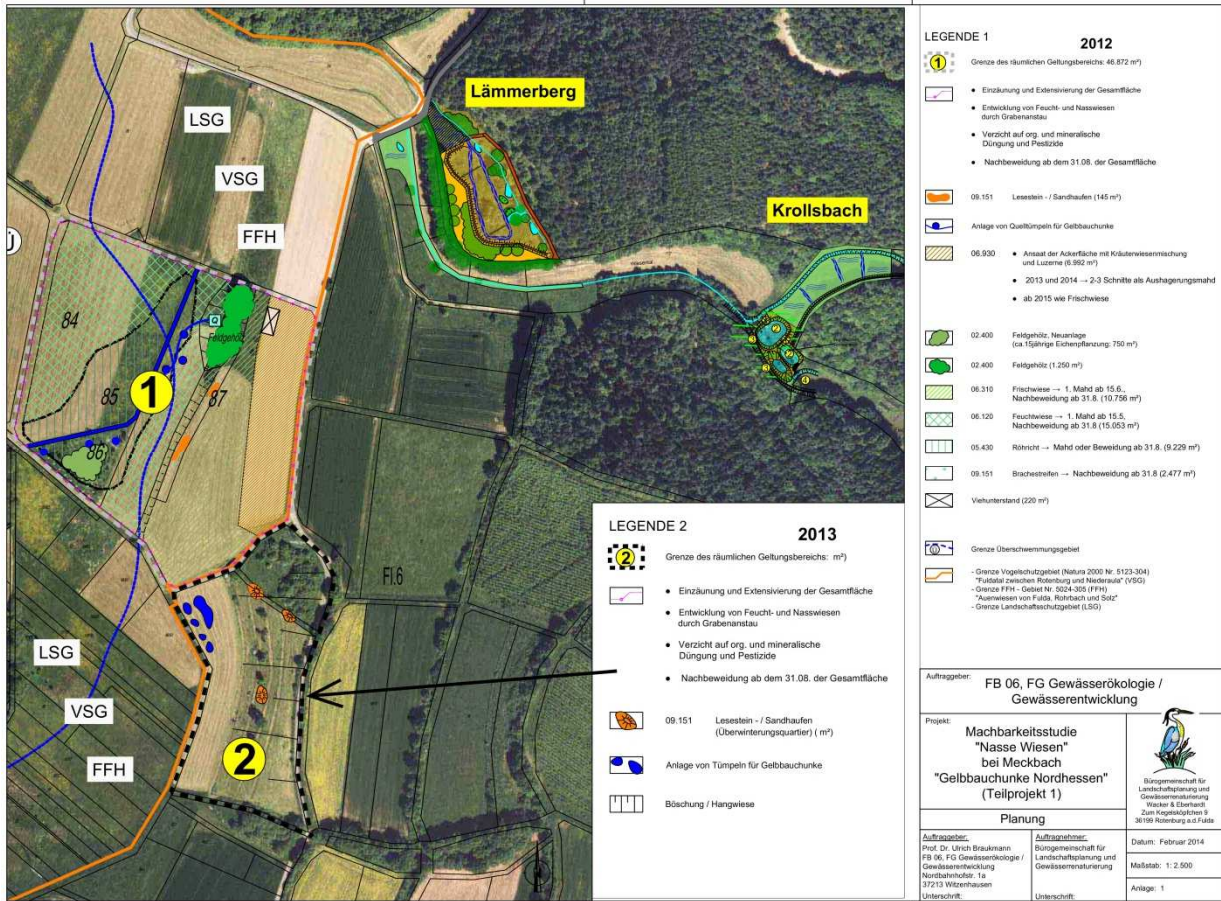 Lämmerberg
Krollsbach
LSG
VSG
FFH
Ü
84
85
86
87
1
Q
Feldgehölz
Fl.6
2
2
3
3
4
LSG
VSG
FFH
2
LEGENDE 1
2012
1 Grenze des räumlichen Geltungsbereichs: 46.872 m²)
• Einzäunung und Extensivierung der Gesamtfläche
• Entwicklung von Feucht- und Nasswiesen
durch Grabenanstau
• Verzicht auf org. und mineralische
Düngung und Pestizide
• Nachbeweidung ab dem 31.08. der Gesamtfläche
09.151 Lesestein - / Sandhaufen (145 m²)
Anlage von Quelltümpeln für Gelbbauchunke
06.930 • Ansaat der Ackerfläche mit Kräuterwiesenmischung
und Luzerne (6.992 m²)
• 2013 und 2014 → 2-3 Schnitte als Aushagerungsmahd
• ab 2015 wie Frischwiese
02.400 Feldgehölz, Neuanlage
(ca.15jährige Eichenpflanzung: 750 m²)
02.400 Feldgehölz (1.250 m²)
06.310 Frischwiese → 1. Mahd ab 15.6.,
Nachbeweidung ab 31.8. (10.756 m²)
06.120 Feuchtwiese → 1. Mahd ab 15.5,
Nachbeweidung ab 31.8 (15.053 m²)
05.430 Röhricht → Mahd oder Beweidung ab 31.8. (9.229 m²)
09.151 Brachestreifen → Nachbeweidung ab 31.8 (2.477 m²)
Viehunterstand (220 m²)
Ü Grenze Überschwemmungsgebiet
- Grenze Vogelschutzgebiet (Natura 2000 Nr. 5123-304)
"Fuldatal zwischen Rotenburg und Niederaula" (VSG)
- Grenze FFH - Gebiet Nr. 5024-305 (FFH)
"Auenwiesen von Fulda, Rohrbach und Solz"
- Grenze Landschaftsschutzgebiet (LSG)
LEGENDE 2
2013
2 Grenze des räumlichen Geltungsbereichs: m²)
• Einzäunung und Extensivierung der Gesamtfläche
• Entwicklung von Feucht- und Nasswiesen
durch Grabenanstau
• Verzicht auf org. und mineralische
Düngung und Pestizide
• Nachbeweidung ab dem 31.08. der Gesamtfläche
09.151 Lesestein - / Sandhaufen
(Überwinterungsquartier) ( m²)
Anlage von Tümpeln für Gelbbauchunke
Böschung / Hangwiese
Auftraggeber: FB 06, FG Gewässerökologie /
Gewässerentwicklung
Projekt:
Machbarkeitsstudie
"Nasse Wiesen"
bei Meckbach
"Gelbbauchunke Nordhessen"
(Teilprojekt 1)
Bürogemeinschaft für
Landschaftsplanung und
Gewässerrenaturierung
Wacker & Eberhardt
Zum Kegelsköpfchen 9
36199 Rotenburg a.d.Fulda
Planung
Auftraggeber:
Prof. Dr. Ulrich Braukmann
FB 06, FG Gewässerökologie /
Gewässerentwicklung
Nordbahnhofstr. 1a
37213 Witzenhausen
Unterschrift:
Auftragnehmer:
Bürogemeinschaft für
Landschaftsplanung und
Gewässerrenaturierung
Unterschrift:
Datum: Februar 2014
Maßstab: 1: 2.500
Anlage: 1